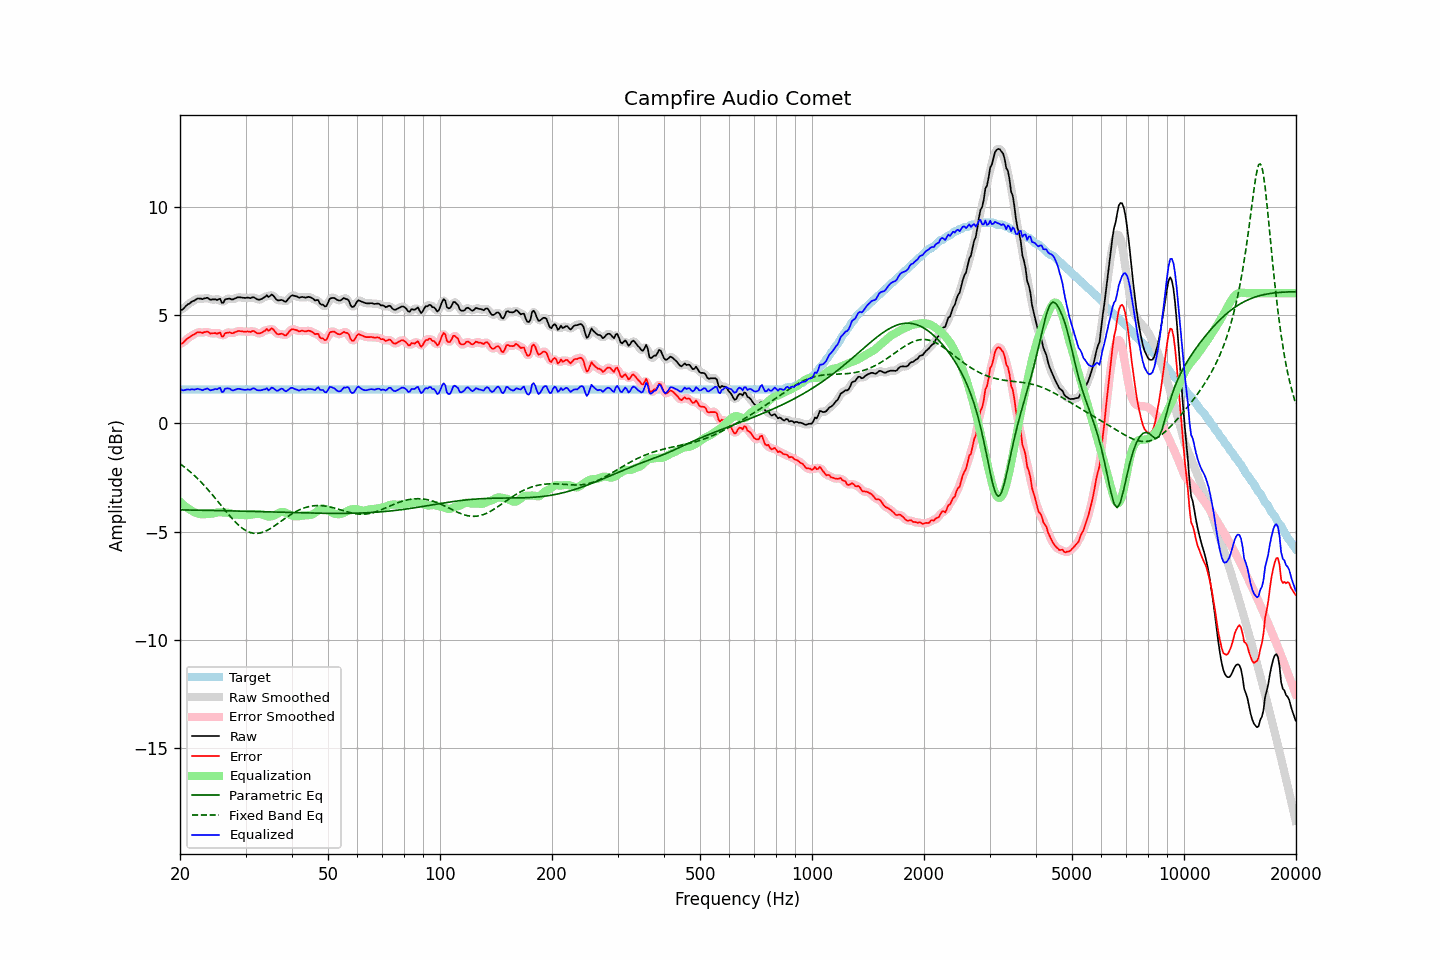 Campfire Audio Comet
Amplitude (dBr)
10
5
0
−5
−10
−15
Target
Raw Smoothed
Error Smoothed
Raw
Error
Equalization
Parametric Eq
Fixed Band Eq
Equalized
20 50 100 200 500 1000 2000 5000 10000 20000
Frequency (Hz)